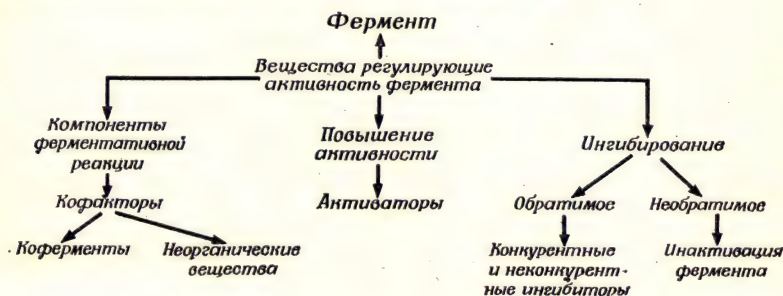 Фермент
Вещества регулирующие
активность фермента
Компоненты
ферментативной
реакции
Повышение
активности
Ингибирование
Кофакторы
Активаторы
Обратимое
Необратимое
Коферменты
Неорганические
вещества
Конкурентные
и неконкурент-
ные ингибиторы
Инактивация
фермента